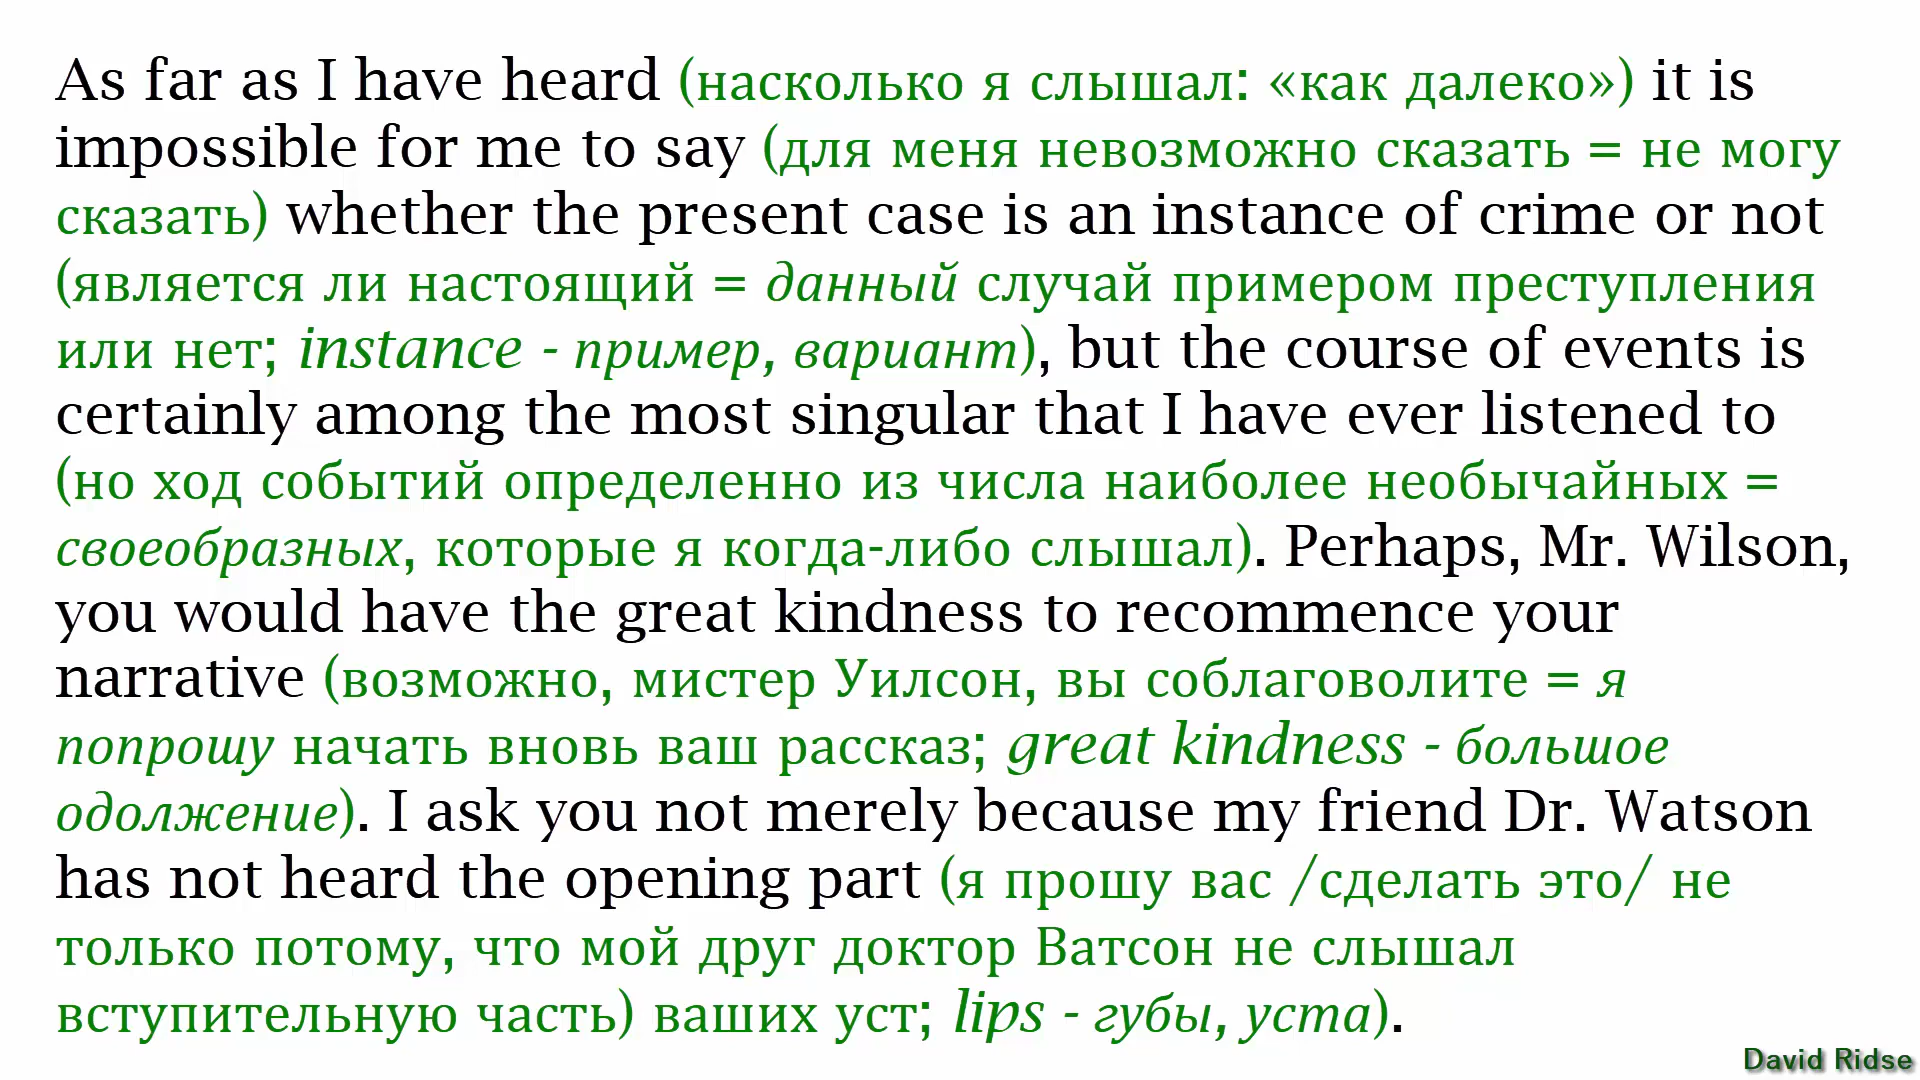 As far as I have heard (насколько я слышал: «как далеко») it is
impossible for me to say (для меня невозможно сказать = не могу
сказать) whether the present case is an instance of crime or not
(является ли настоящий = данный случай примером преступления
или нет; instance - пример, вариант), but the course of events is
certainly among the most singular that I have ever listened to
(но ход событий определенно из числа наиболее необычайных =
своеобразных, которые я когда-либо слышал). Perhaps, Mr. Wilson,
you would have the great kindness to recommence your
narrative (возможно, мистер Уилсон, вы соблаговолите = я
попрошу начать вновь ваш рассказ; great kindness - большое
одолжение). I ask you not merely because my friend Dr. Watson
has not heard the opening part (я прошу вас /сделать это/ не
только потому, что мой друг доктор Ватсон не слышал
вступительную часть) ваших уст; lips - губы, уста).
David Ridse